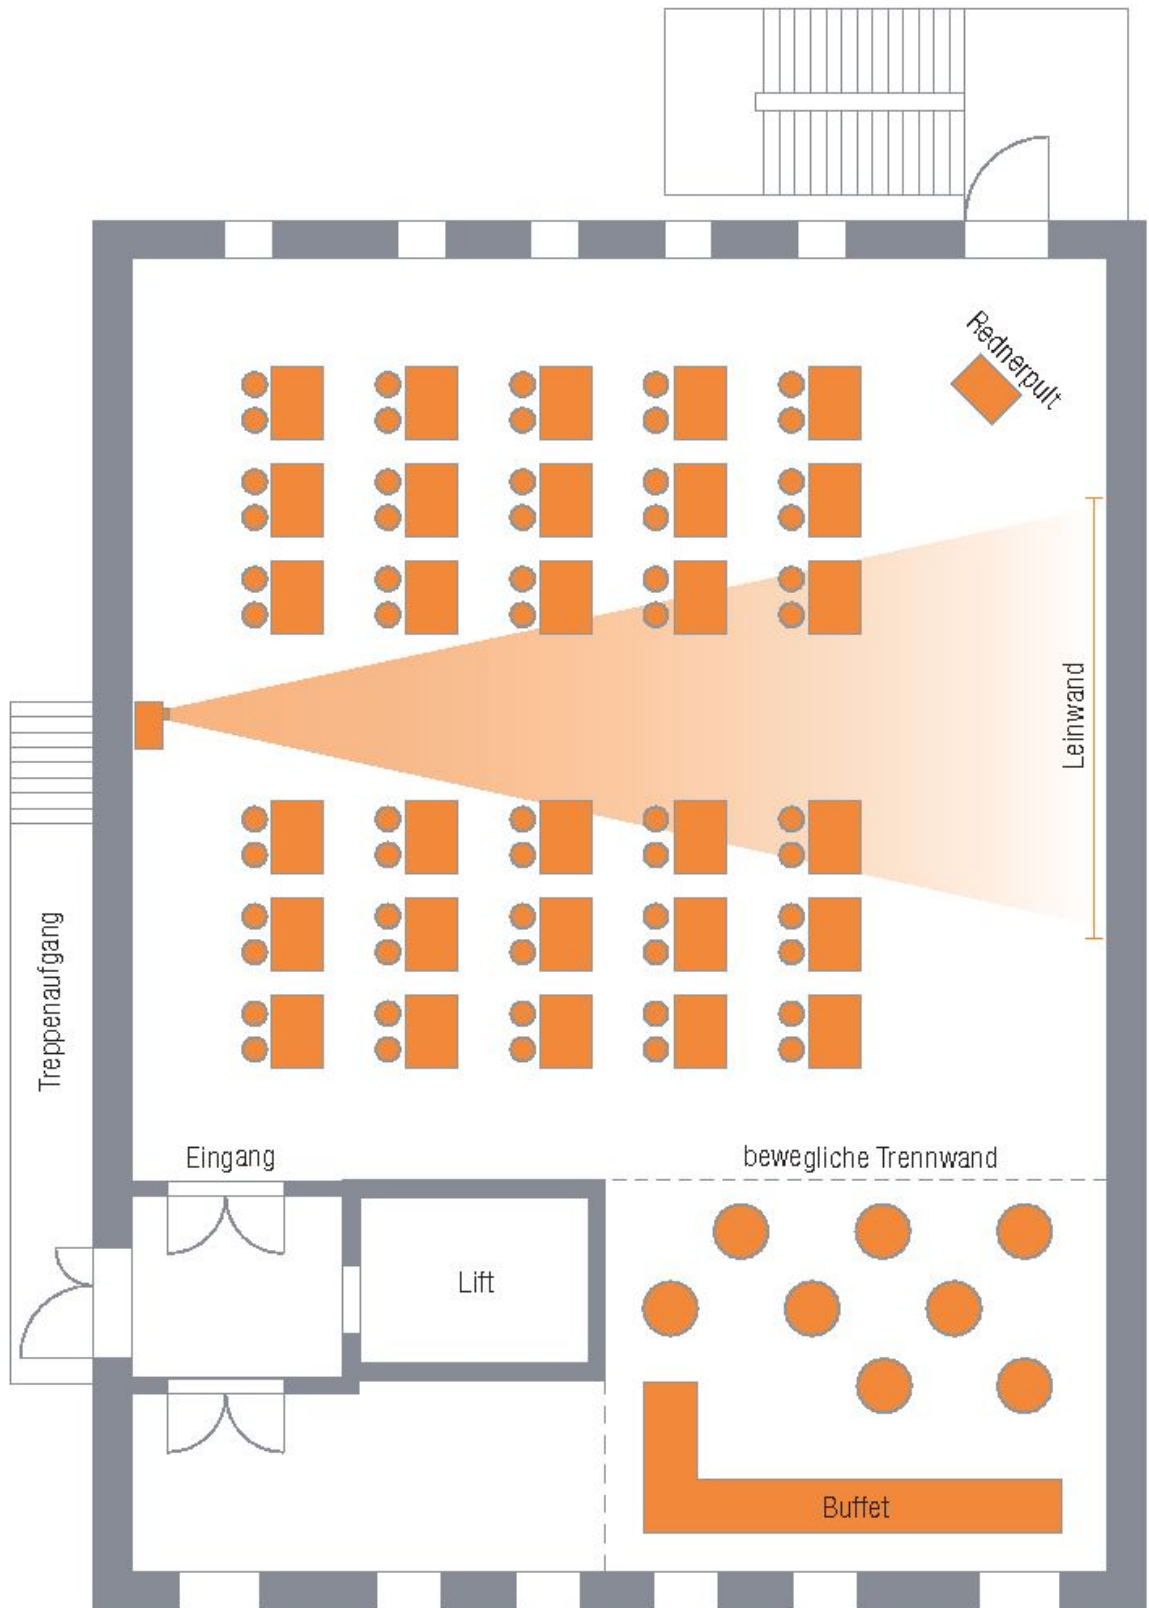 Rednerpult
Leinwand
Treppenaufgang
Eingang
bewegliche Trennwand
Lift
Buffet